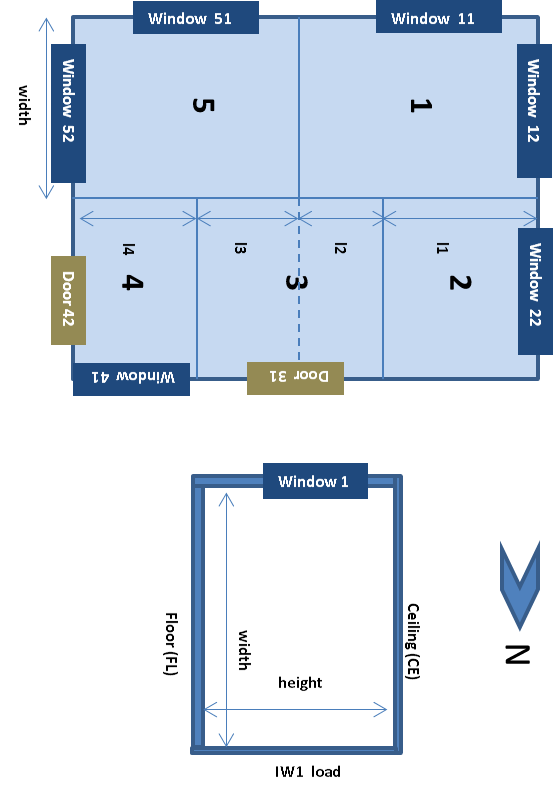 Window 51
Window 11
width
Window 52
5
1
Window 12
l4
l3
l2
l1
4
3
2
Door 42
Window 22
Window 41
Door 31
Window 1
Floor (FL)
width
height
Ceiling (CE)
IW1 load
N